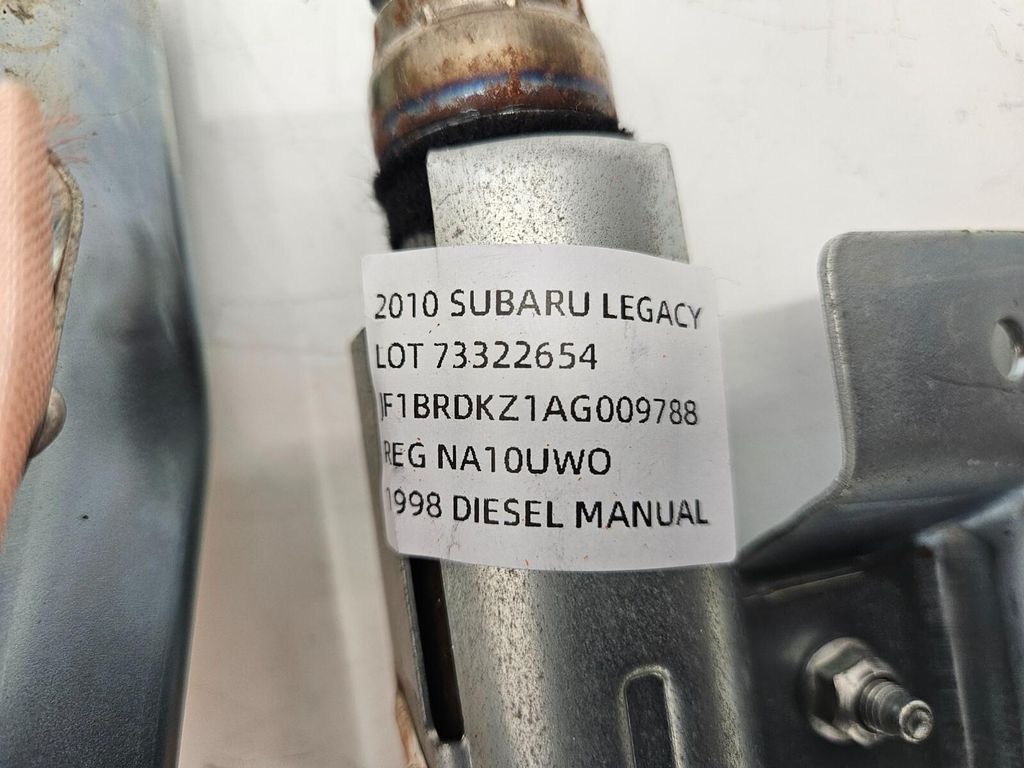 2010 SUBARU LEGACY
LOT 73322654
JF1BRDKZ1AG009788
REG NA10UWO
1998 DIESEL MANUAL